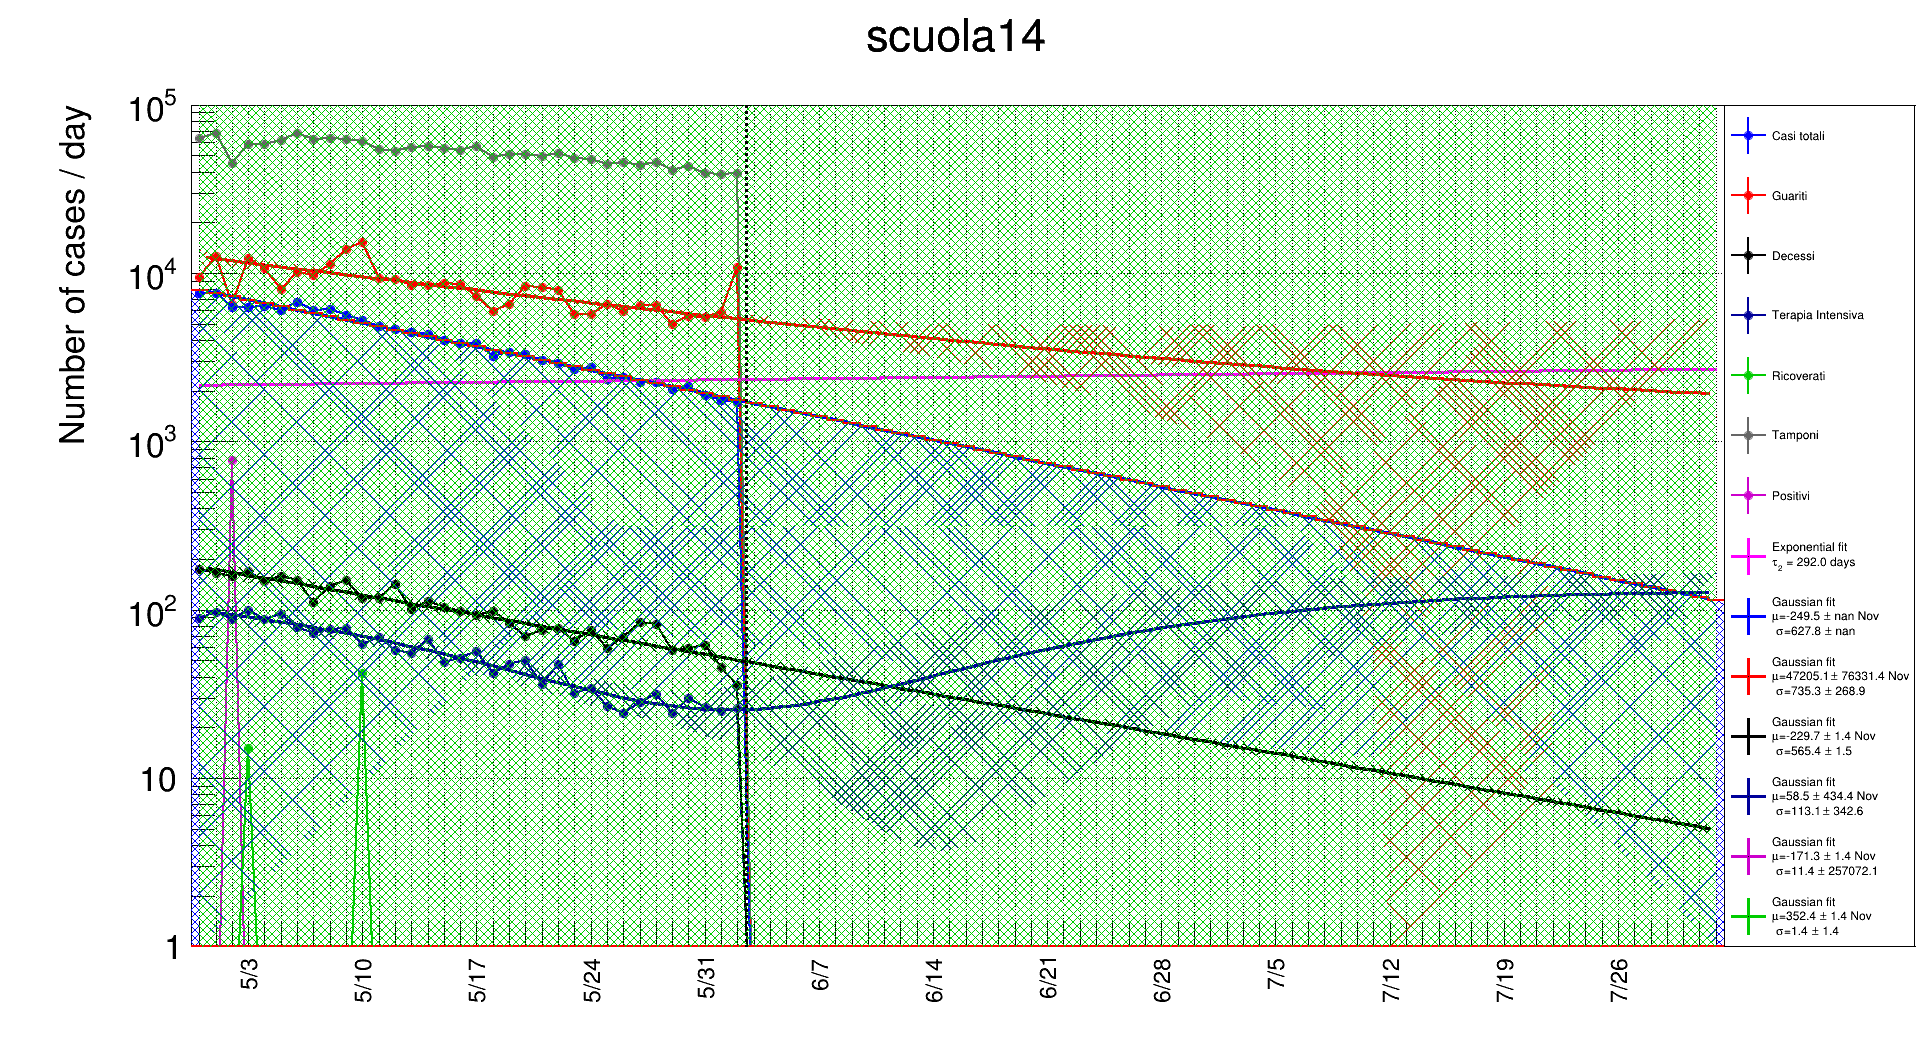 scuola14
Number of cases / day
10^5
10^4
10^3
10^2
10
1
5/3
5/10
5/17
5/24
5/31
6/7
6/14
6/21
6/28
7/5
7/12
7/19
7/26
Casi totali
Guariti
Decessi
Terapia Intensiva
Ricoverati
Tamponi
Positivi
Exponential fit
τ_2 = 292.0 days
Gaussian fit
μ=-249.5 ± nan Nov
σ=627.8 ± nan
Gaussian fit
μ=47205.1± 76331.4 Nov
σ=735.3 ± 268.9
Gaussian fit
μ=-229.7 ± 1.4 Nov
σ=565.4 ± 1.5
Gaussian fit
μ=58.5 ± 434.4 Nov
σ=113.1 ± 342.6
Gaussian fit
μ=-171.3 ± 1.4 Nov
σ=11.4 ± 257072.1
Gaussian fit
μ=352.4 ± 1.4 Nov
σ=1.4 ± 1.4